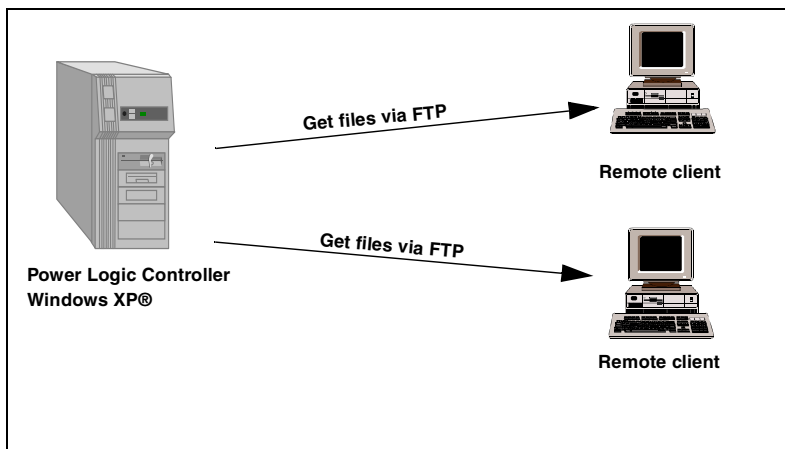 Get files via FTP
Remote client
Get files via FTP
Power Logic Controller
Windows XP®
Remote client